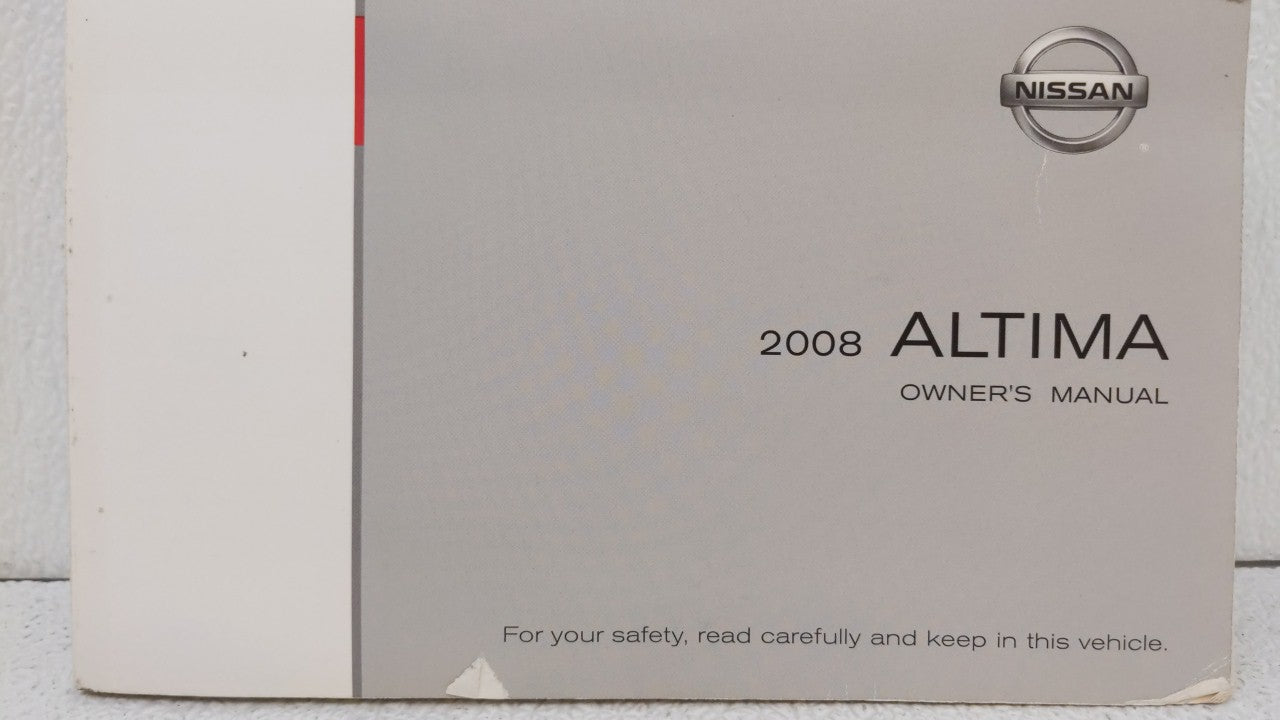 NISSAN
®
2008 ALTIMA
OWNER'S MANUAL
For your safety, read carefully and keep in this vehicle.